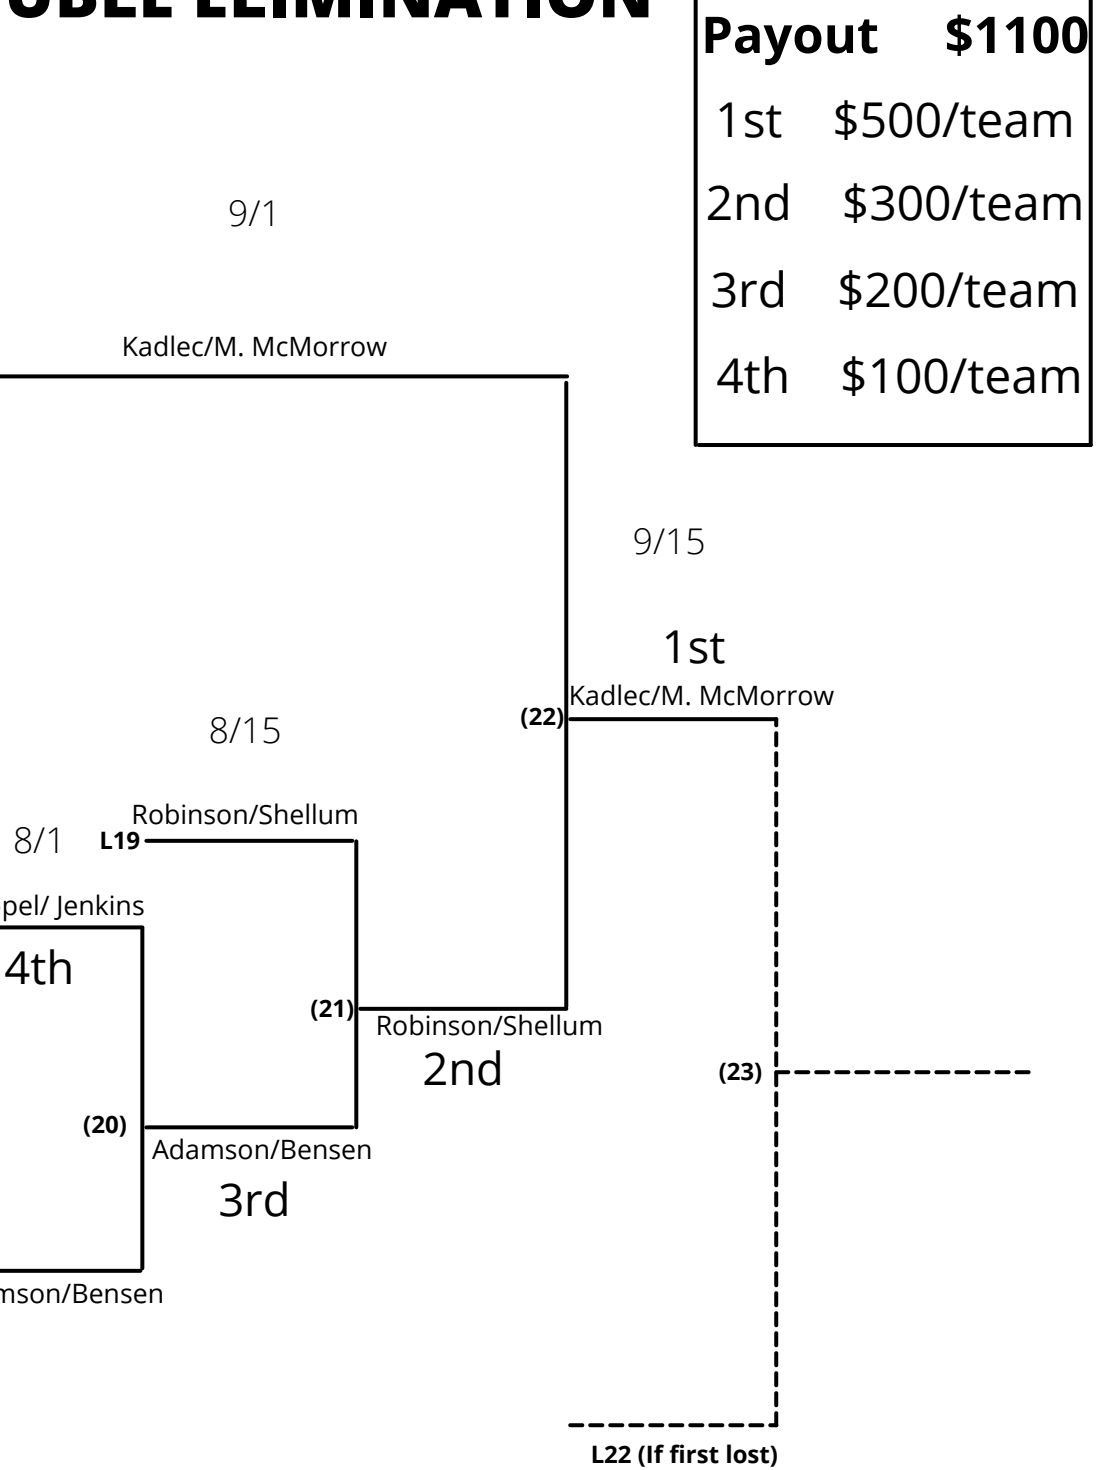 UBLE ELIMINATION
Payout $1100
1st $500/team
2nd $300/team
3rd $200/team
4th $100/team
9/1
Kadlec/M. McMorrow
9/15
1st
Kadlec/M. McMorrow
(22)
8/15
Robinson/Shellum
8/1 L19
pel/ Jenkins
4th
(21)
Robinson/Shellum
2nd
(23)
(20)
Adamson/Bensen
3rd
mson/Bensen
L22 (If first lost)